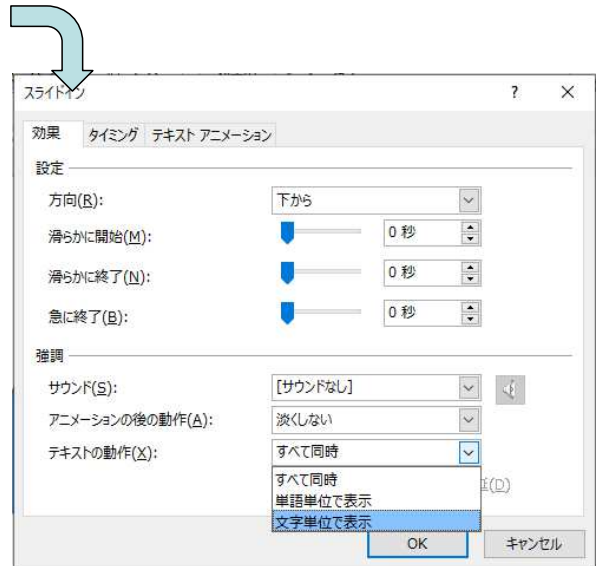 スライドイン ? ×
効果 タイミング テキスト アニメーション
設定
方向(R): 下から
滑らかに開始(M): 0 秒
滑らかに終了(N): 0 秒
急に終了(B): 0 秒
強調
サウンド(S): [サウンドなし]
アニメーションの後の動作(A): 淡くしない
テキストの動作(X): すべて同時
すべて同時
単語単位で表示 (D)
文字単位で表示
OK キャンセル